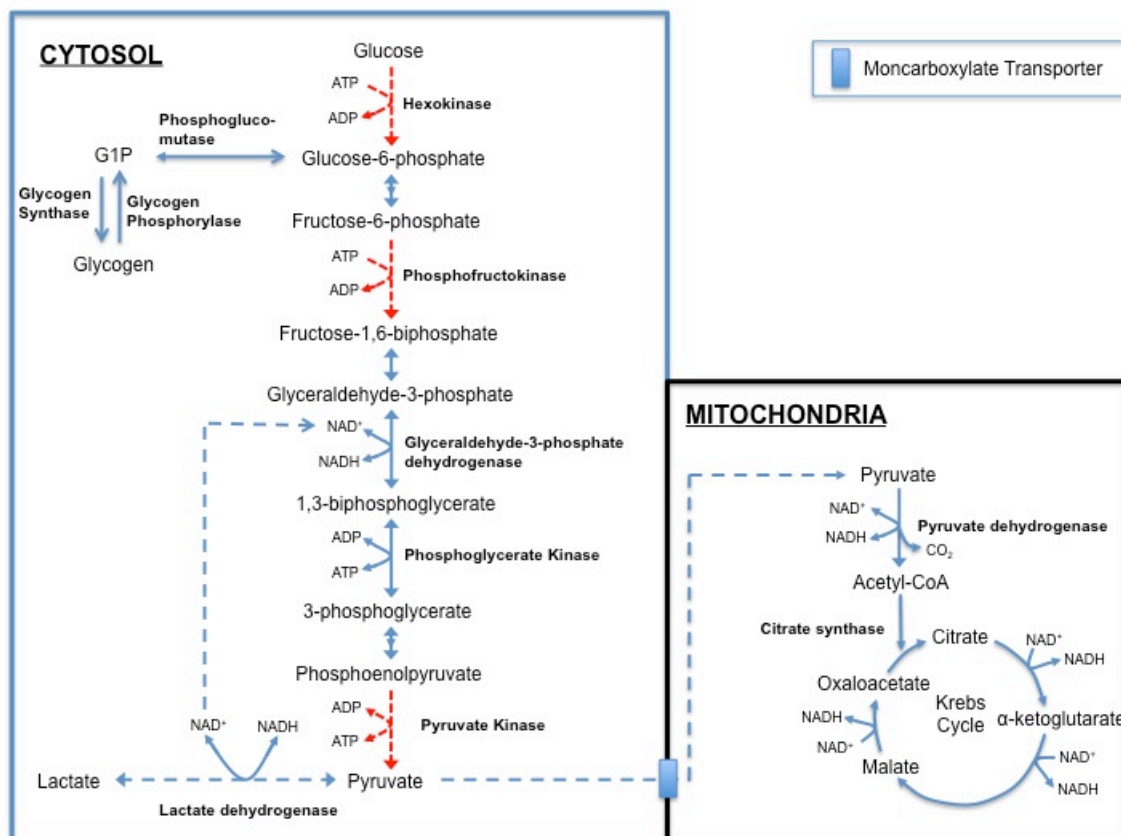 CYTOSOL
Moncarboxylate Transporter
Glucose
ATP
ADP
Hexokinase
Phosphogluco-
mutase
G1P
Glucose-6-phosphate
Glycogen
Synthase
Glycogen
Phosphorylase
Glycogen
Fructose-6-phosphate
ATP
ADP
Phosphofructokinase
Fructose-1,6-biphosphate
Glyceraldehyde-3-phosphate
NAD⁺
NADH
Glyceraldehyde-3-phosphate
dehydrogenase
1,3-biphosphoglycerate
ADP
ATP
Phosphoglycerate Kinase
3-phosphoglycerate
Phosphoenolpyruvate
ADP
ATP
Pyruvate Kinase
NAD⁺
NADH
Lactate
Pyruvate
Lactate dehydrogenase
MITOCHONDRIA
Pyruvate
NAD⁺
NADH
Pyruvate dehydrogenase
CO₂
Acetyl-CoA
Citrate synthase
Citrate
NAD⁺
NADH
Oxaloacetate
Krebs
Cycle
α-ketoglutarate
NADH
NAD⁺
Malate
NAD⁺
NADH